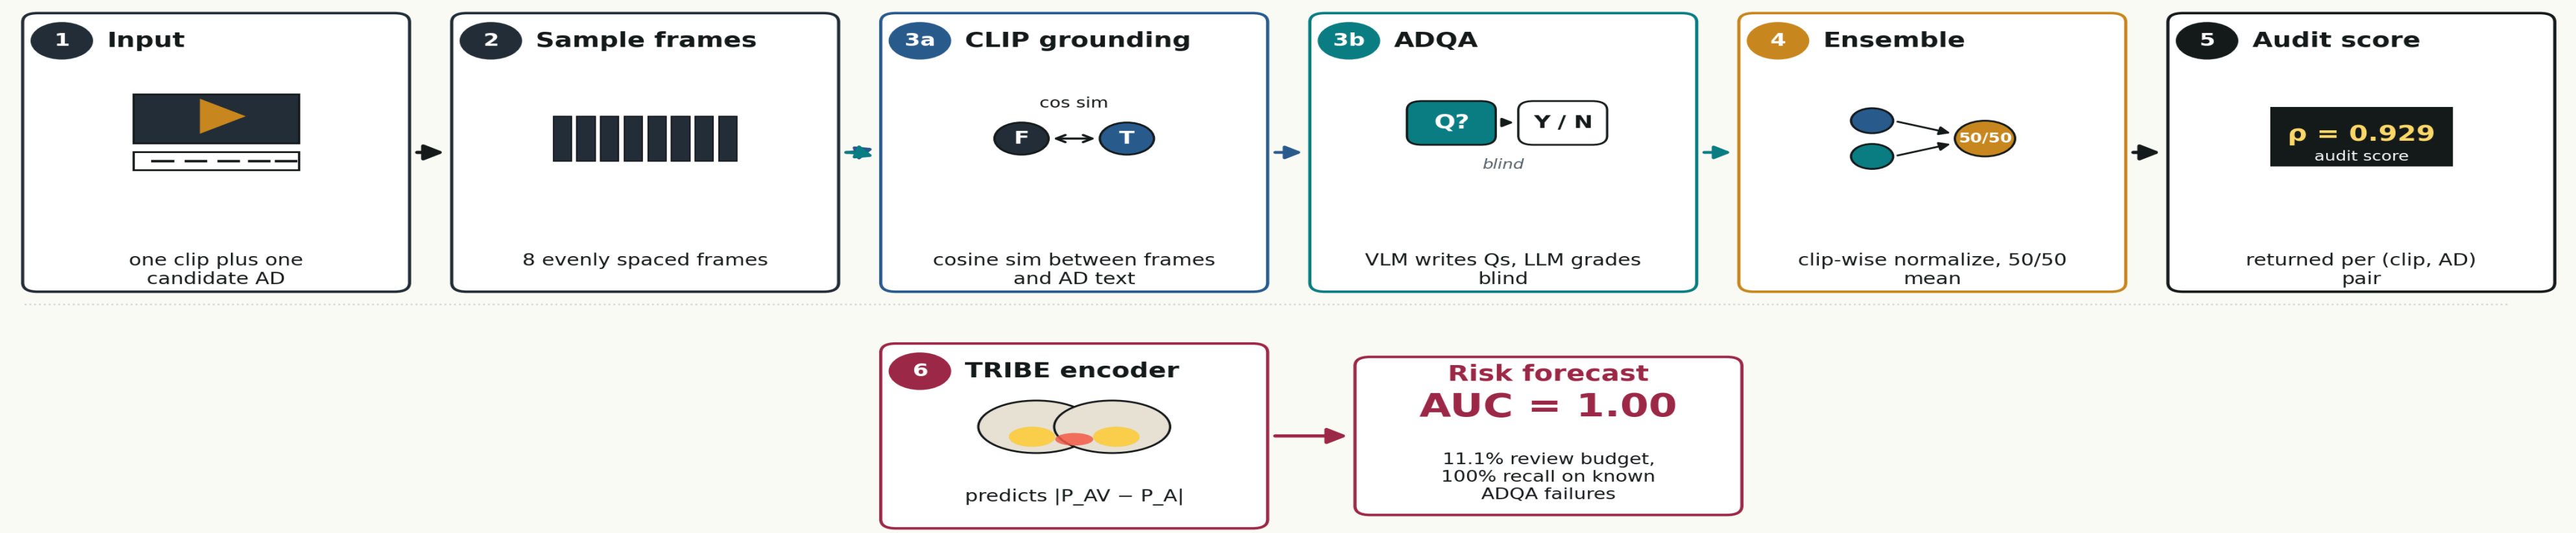 1 Input
one clip plus one
candidate AD
2 Sample frames
8 evenly spaced frames
3a CLIP grounding
cos sim
F T
cosine sim between frames
and AD text
3b ADQA
Q? Y / N
blind
VLM writes Qs, LLM grades
blind
4 Ensemble
50/50
clip-wise normalize, 50/50
mean
5 Audit score
ρ = 0.929
audit score
returned per (clip, AD)
pair
6 TRIBE encoder
predicts |P_AV − P_A|
Risk forecast
AUC = 1.00
11.1% review budget,
100% recall on known
ADQA failures